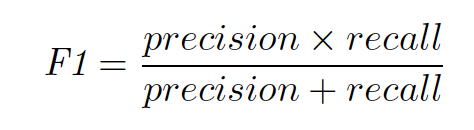 F1 = precision × recall / precision + recall